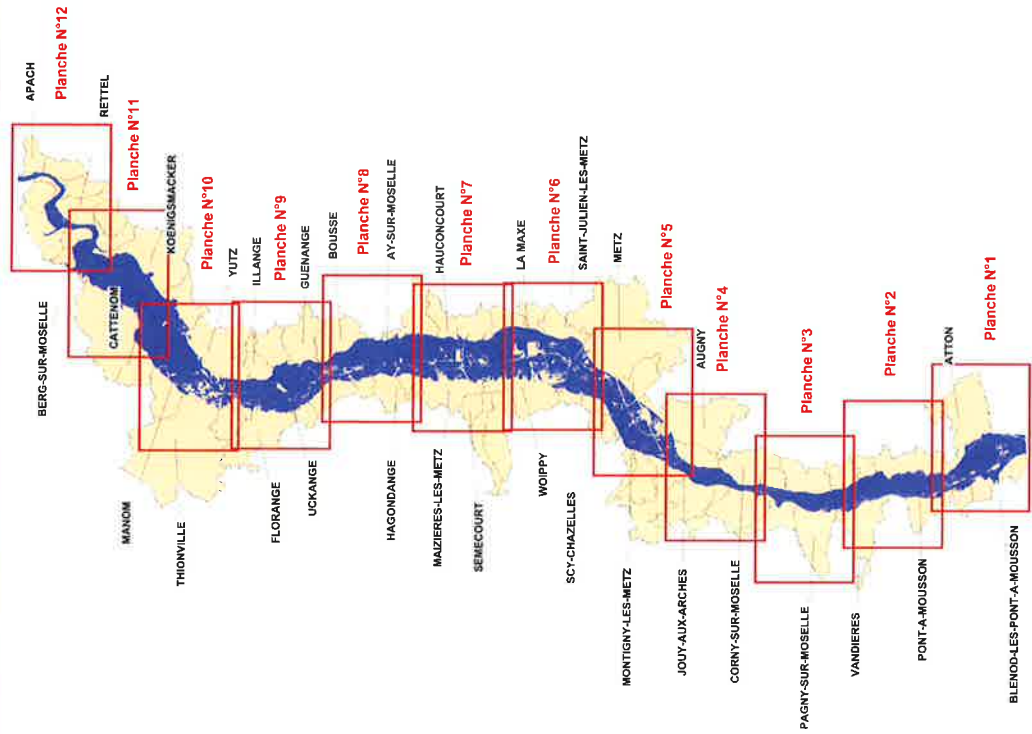 APACH
Planche N°12
RETTEL
Planche N°11
BERG-SUR-MOSELLE
CATTENOM
KOENIGSMACKER
Planche N°10
YUTZ
MANOM
THIONVILLE
ILLANGE
Planche N°9
GUENANGE
FLORANGE
UCKANGE
BOUSSE
Planche N°8
AY-SUR-MOSELLE
HAGONDANGE
HAUCONCOURT
Planche N°7
MAIZIERES-LES-METZ
SEMECOURT
LA MAXE
Planche N°6
SAINT-JULIEN-LES-METZ
WOIPPY
SCY-CHAZELLES
METZ
Planche N°5
MONTIGNY-LES-METZ
AUGNY
Planche N°4
JOUY-AUX-ARCHES
CORNY-SUR-MOSELLE
Planche N°3
PAGNY-SUR-MOSELLE
VANDIERES
Planche N°2
PONT-A-MOUSSON
ATTON
Planche N°1
BLENOD-LES-PONT-A-MOUSSON